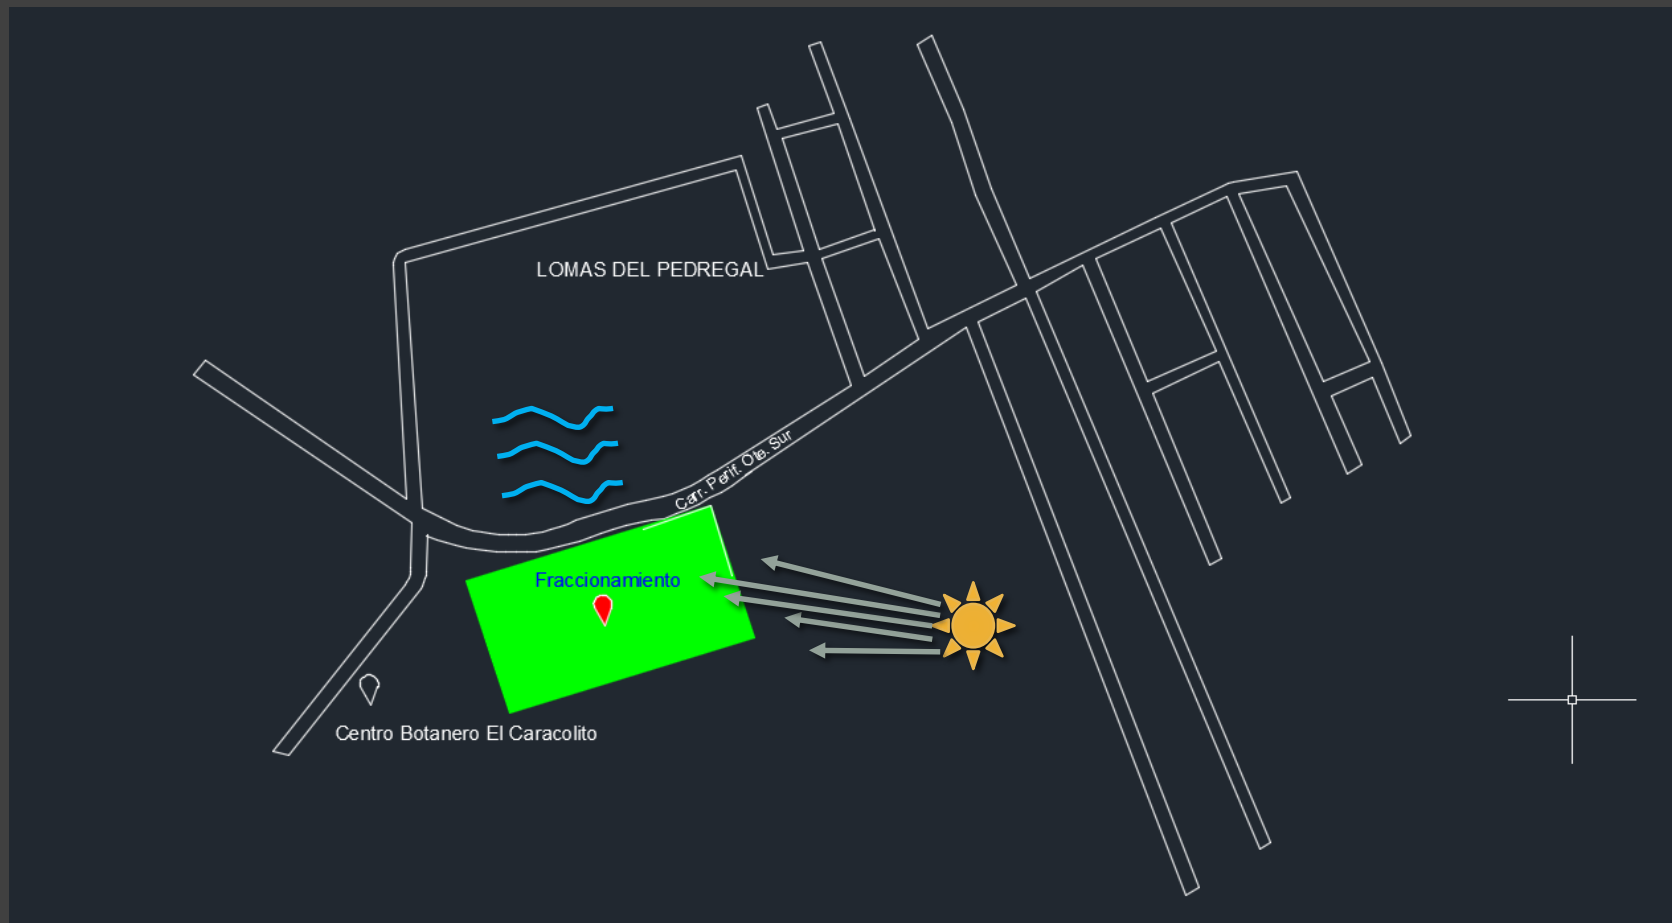 LOMAS DEL PEDREGAL
Carr. Perif. Ote. Sur
Fraccionamiento
Centro Botanero El Caracolito